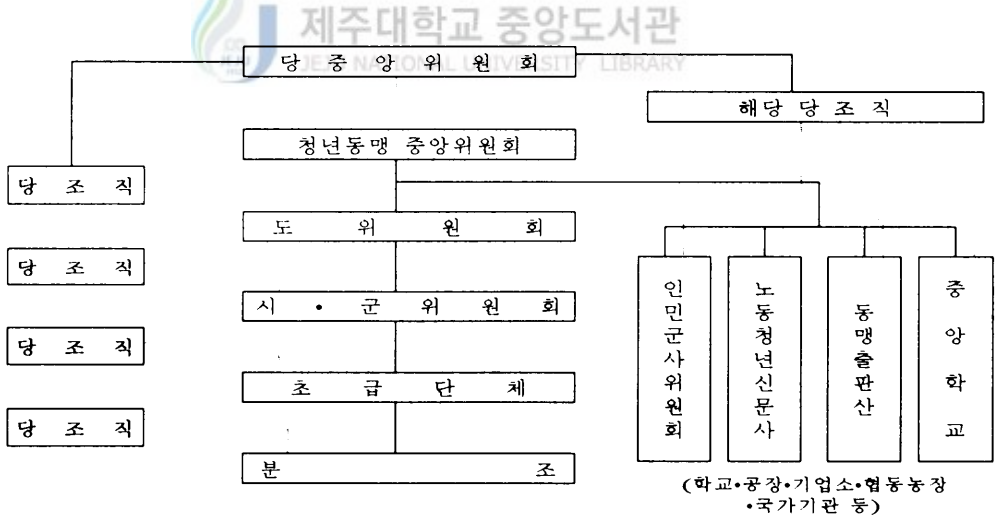 제주대학교 중앙도서관
JEJU NATIONAL UNIVERSITY LIBRARY
당 중 앙 위 원 회
해당 당조직
청년동맹 중앙위원회
당 조 직
도 위 원 회
당 조 직
시 • 군 위 원 회
당 조 직
초 급 단 체
당 조 직
분 조
인민군사위원회
노동청년신문사
동맹출판산
중앙학교
(학교•공장•기업소•협동농장
•국가기관 등)